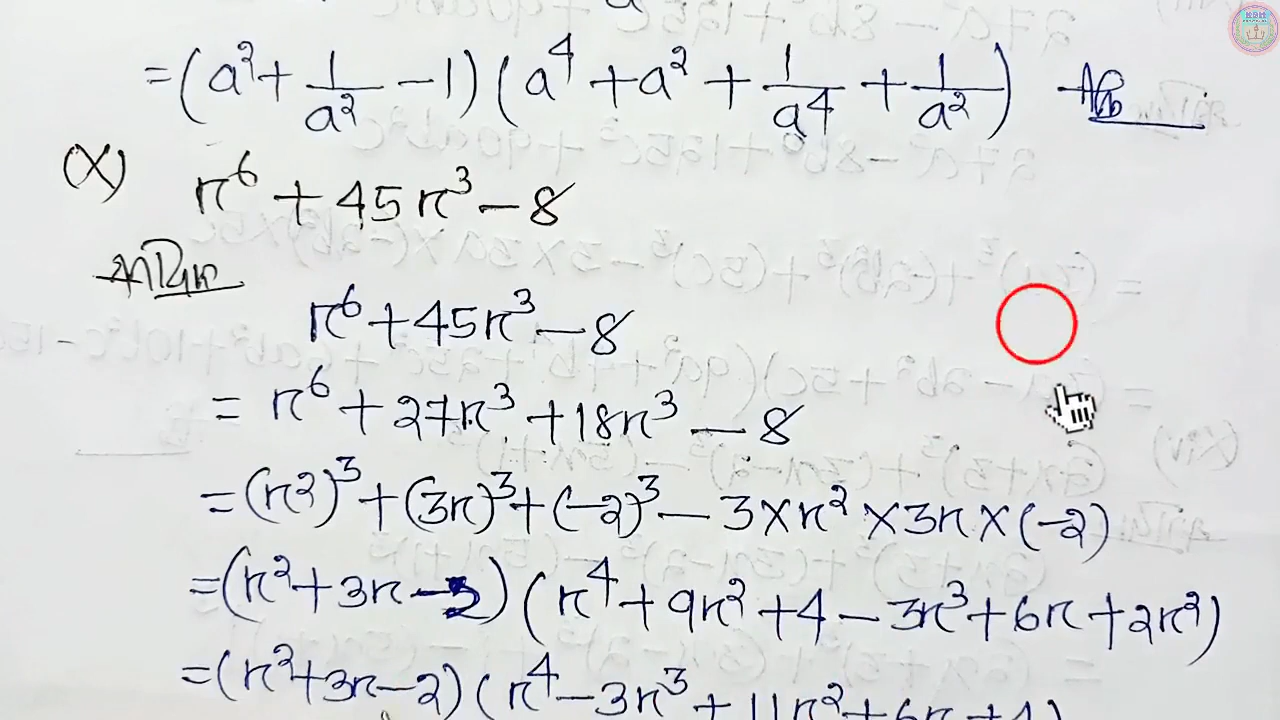 = (a² + 1/a² - 1) (a⁴ + a² + 1/a⁴ + 1/a²) Ans
(X) x⁶ + 45x³ - 8
x⁶ + 45x³ - 8
= x⁶ + 27x³ + 18x³ - 8
= (x²)³ + (3x)³ + (-2)³ - 3 × x² × 3x × (-2)
= (x² + 3x - 2) (x⁴ + 9x² + 4 - 3x³ + 6x + 2x²)
= (x² + 3x - 2) (x⁴ - 3x³ + 11x² + 6x + 4)